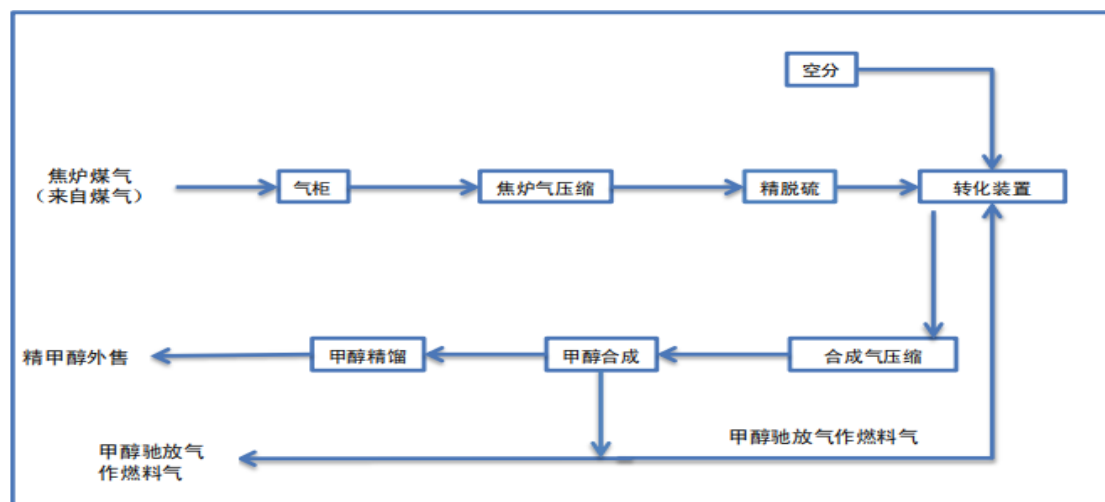 空分
焦炉煤气
（来自煤气）
气柜
焦炉气压缩
精脱硫
转化装置
精甲醇外售
甲醇精馏
甲醇合成
合成气压缩
甲醇驰放气作燃料气
甲醇驰放气
作燃料气